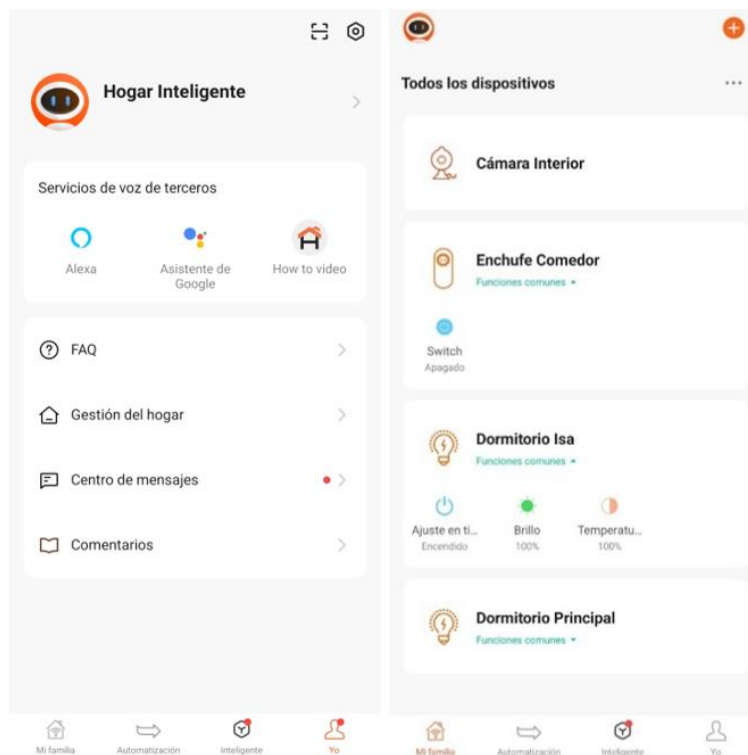 Hogar Inteligente
Servicios de voz de terceros
Alexa
Asistente de
Google
How to video
FAQ
Gestión del hogar
Centro de mensajes
Comentarios
Mi familia
Automatización
Inteligente
Yo
Todos los dispositivos
Cámara Interior
Enchufe Comedor
Funciones comunes
Switch
Apagado
Dormitorio Isa
Funciones comunes
Ajuste en ti...
Encendido
Brillo
100%
Temperatu...
100%
Dormitorio Principal
Funciones comunes
Mi familia
Automatización
Inteligente
Yo